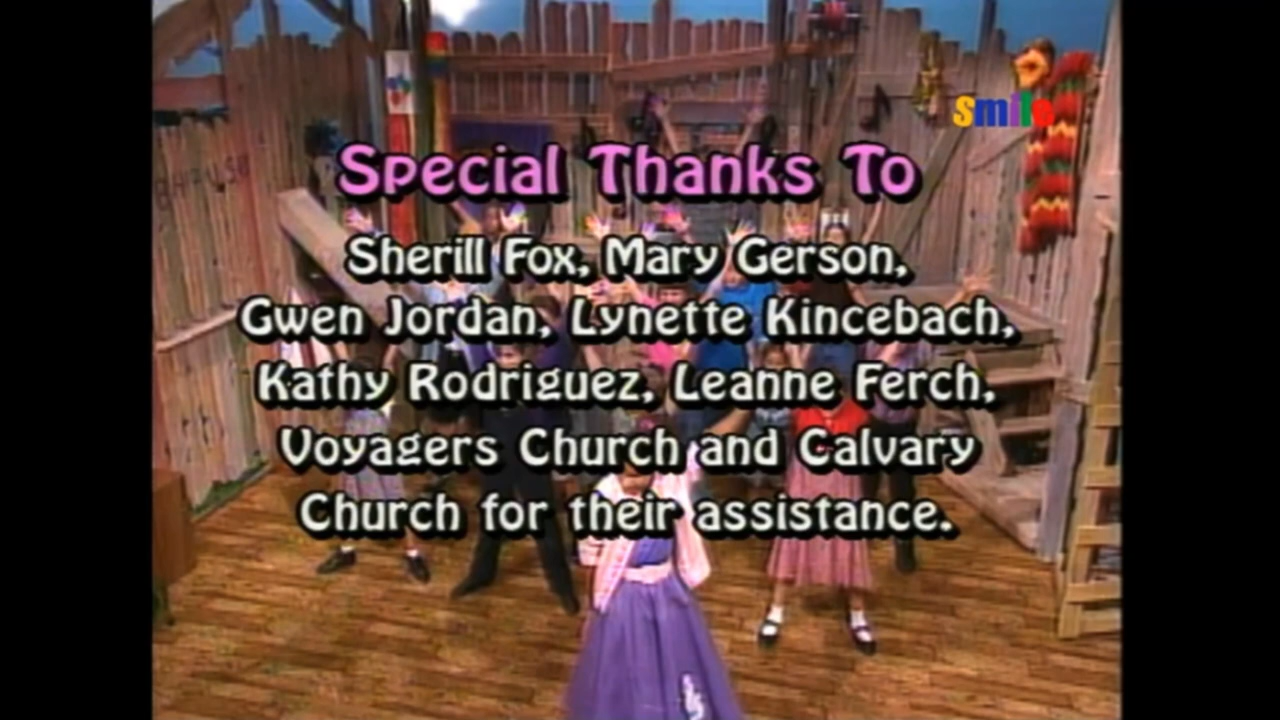 smile
Special Thanks To
Sherill Fox, Mary Gerson,
Gwen Jordan, Lynette Kincebach,
Kathy Rodriguez, Leanne Ferch,
Voyagers Church and Calvary
Church for their assistance.